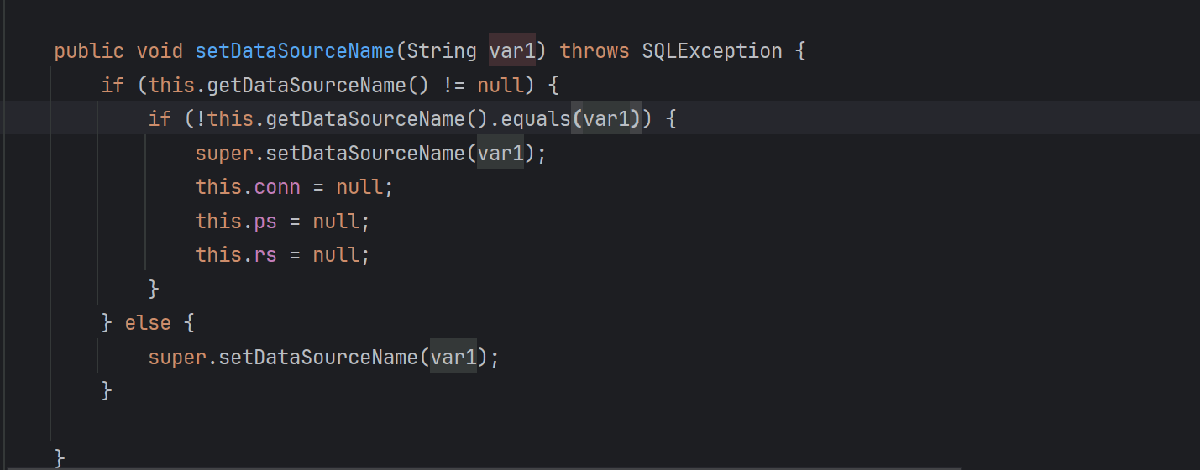 public void setDataSourceName(String var1) throws SQLException {
    if (this.getDataSourceName() != null) {
        if (!this.getDataSourceName().equals(var1)) {
            super.setDataSourceName(var1);
            this.conn = null;
            this.ps = null;
            this.rs = null;
        }
    } else {
        super.setDataSourceName(var1);
    }
}